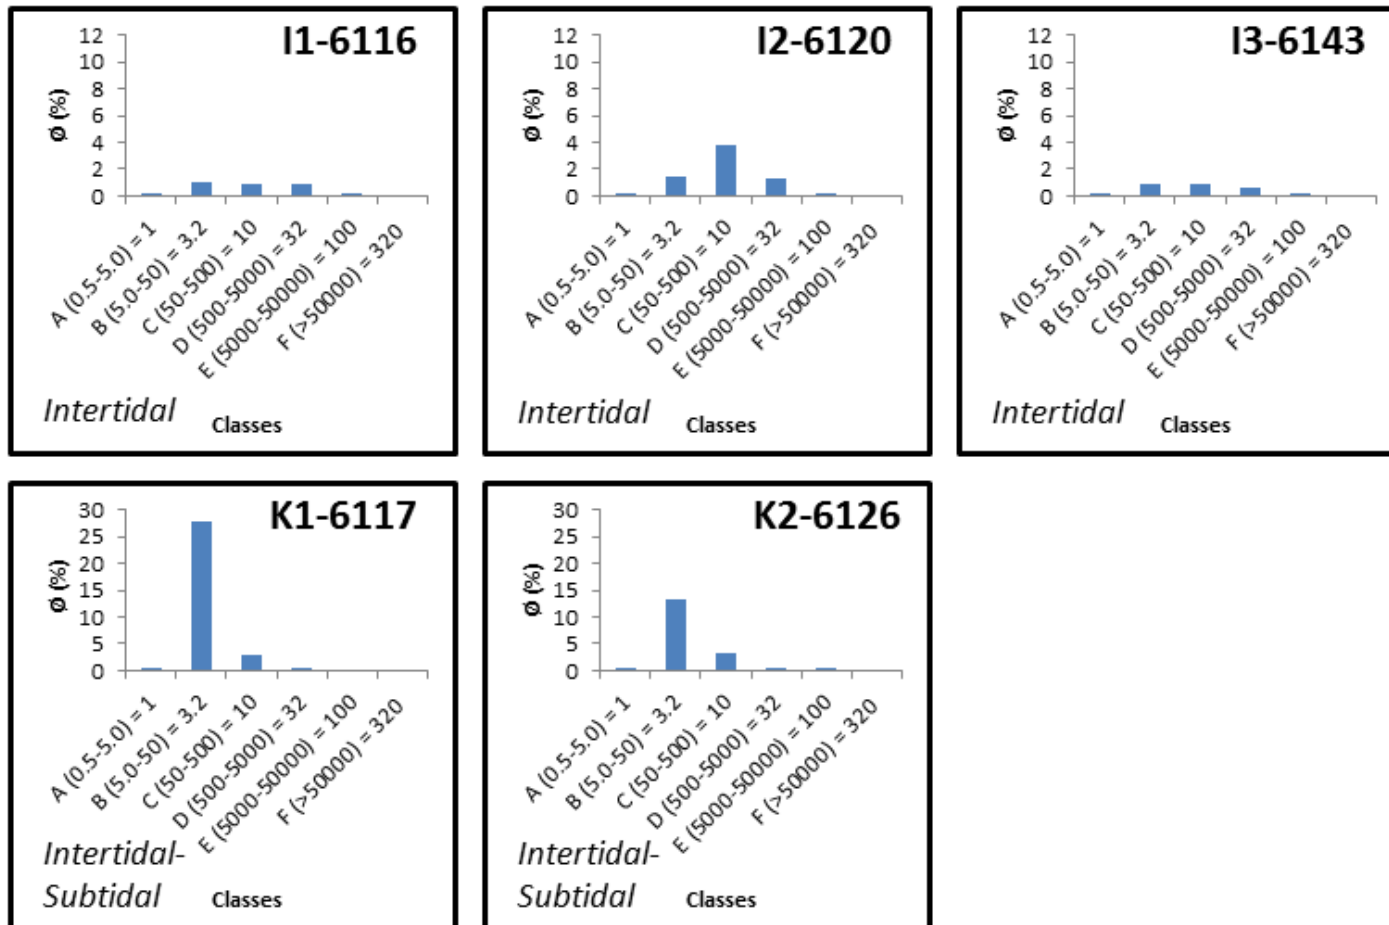 I1-6116
12
10
8
6
4
2
0
Ø (%)
A (0.5-5.0) = 1
B (5.0-50) = 3.2
C (50-500) = 10
D (500-5000) = 32
E (5000-50000) = 100
F (>50000) = 320
Intertidal
Classes
I2-6120
12
10
8
6
4
2
0
Ø (%)
A (0.5-5.0) = 1
B (5.0-50) = 3.2
C (50-500) = 10
D (500-5000) = 32
E (5000-50000) = 100
F (>50000) = 320
Intertidal
Classes
I3-6143
12
10
8
6
4
2
0
Ø (%)
A (0.5-5.0) = 1
B (5.0-50) = 3.2
C (50-500) = 10
D (500-5000) = 32
E (5000-50000) = 100
F (>50000) = 320
Intertidal
Classes
K1-6117
30
25
20
15
10
5
0
Ø (%)
A (0.5-5.0) = 1
B (5.0-50) = 3.2
C (50-500) = 10
D (500-5000) = 32
E (5000-50000) = 100
F (>50000) = 320
Intertidal-
Subtidal
Classes
K2-6126
30
25
20
15
10
5
0
Ø (%)
A (0.5-5.0) = 1
B (5.0-50) = 3.2
C (50-500) = 10
D (500-5000) = 32
E (5000-50000) = 100
F (>50000) = 320
Intertidal-
Subtidal
Classes